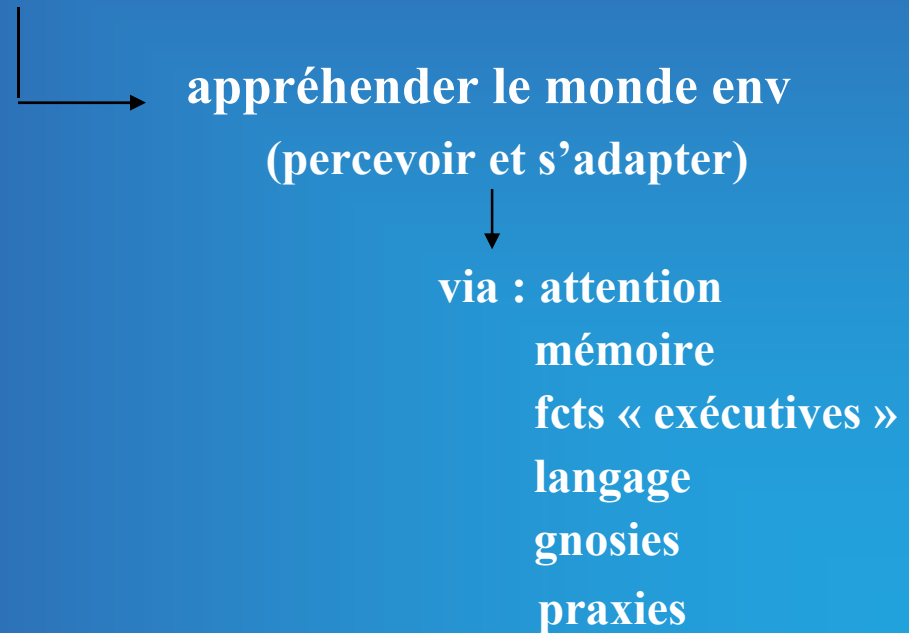 appréhender le monde env
(percevoir et s’adapter)
via : attention
mémoire
fcts « exécutives »
langage
gnosies
praxies